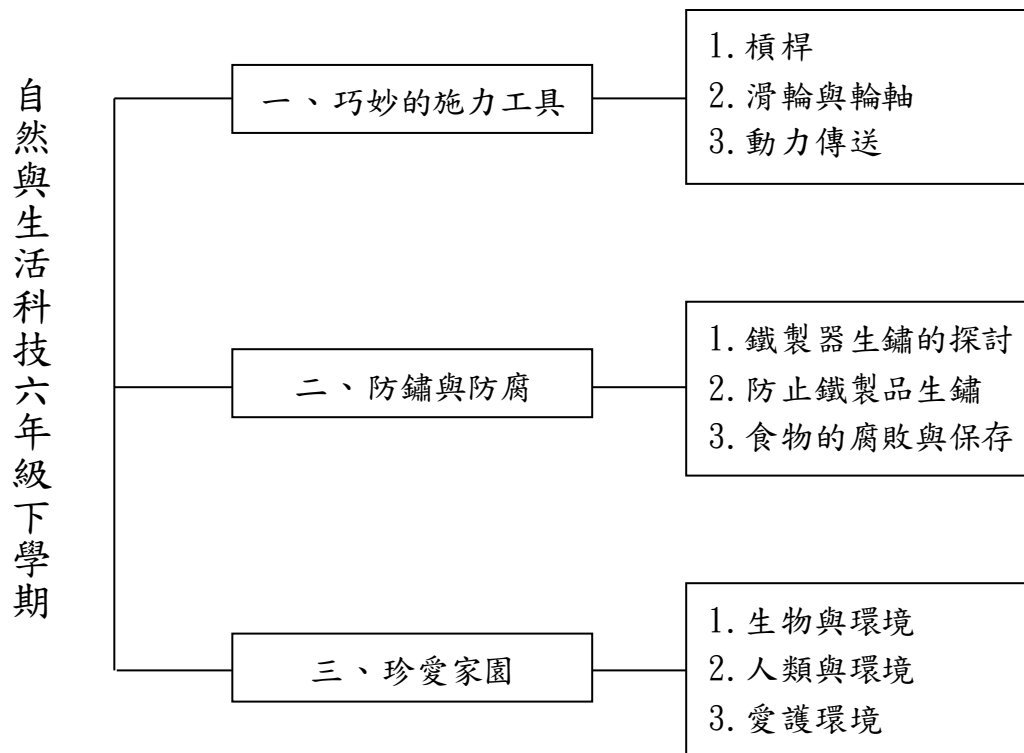 自然與生活科技六年級下學期
一、巧妙的施力工具
1.槓桿
2.滑輪與輪軸
3.動力傳送
二、防鏽與防腐
1.鐵製器生鏽的探討
2.防止鐵製品生鏽
3.食物的腐敗與保存
三、珍愛家園
1.生物與環境
2.人類與環境
3.愛護環境